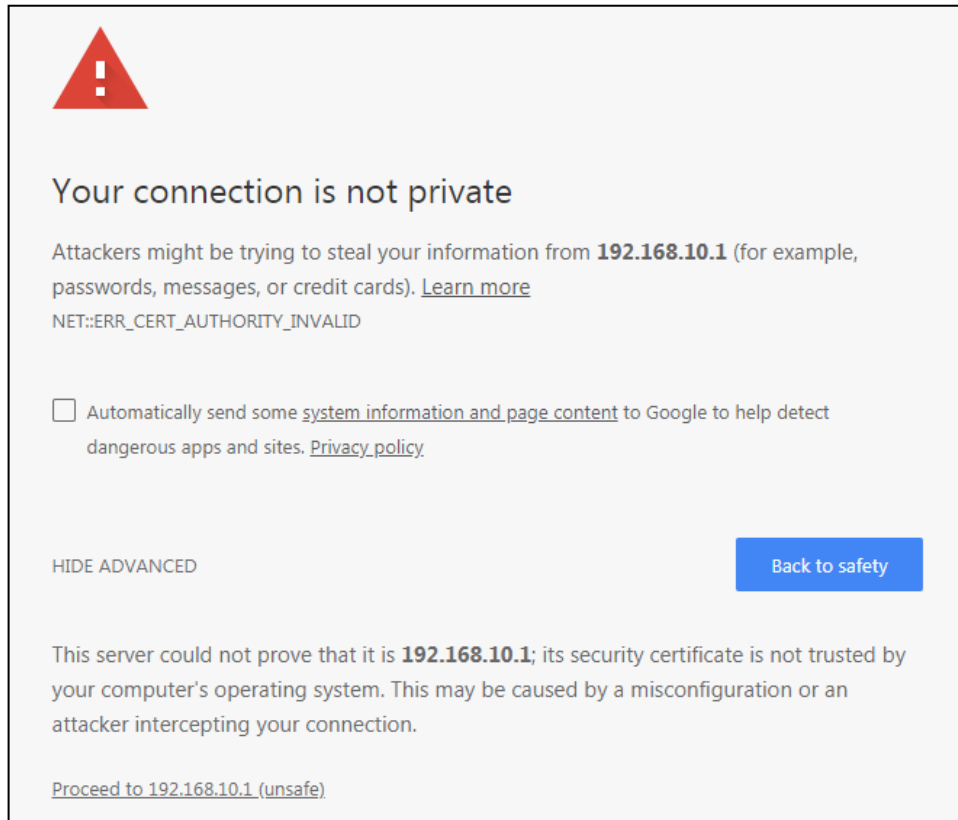 Your connection is not private
Attackers might be trying to steal your information from 192.168.10.1 (for example,
passwords, messages, or credit cards). Learn more
NET::ERR_CERT_AUTHORITY_INVALID
Automatically send some system information and page content to Google to help detect
dangerous apps and sites. Privacy policy
HIDE ADVANCED
Back to safety
This server could not prove that it is 192.168.10.1; its security certificate is not trusted by
your computer's operating system. This may be caused by a misconfiguration or an
attacker intercepting your connection.
Proceed to 192.168.10.1 (unsafe)